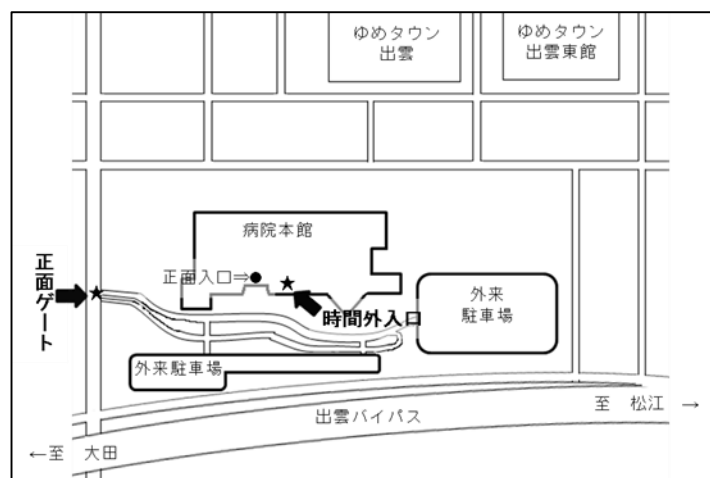 ゆめタウン
出雲
ゆめタウン
出雲東館
病院本館
正面入口⇒●
正面ゲート
時間外入口
外来
駐車場
外来駐車場
出雲バイパス
至 松江 →
←至 大田